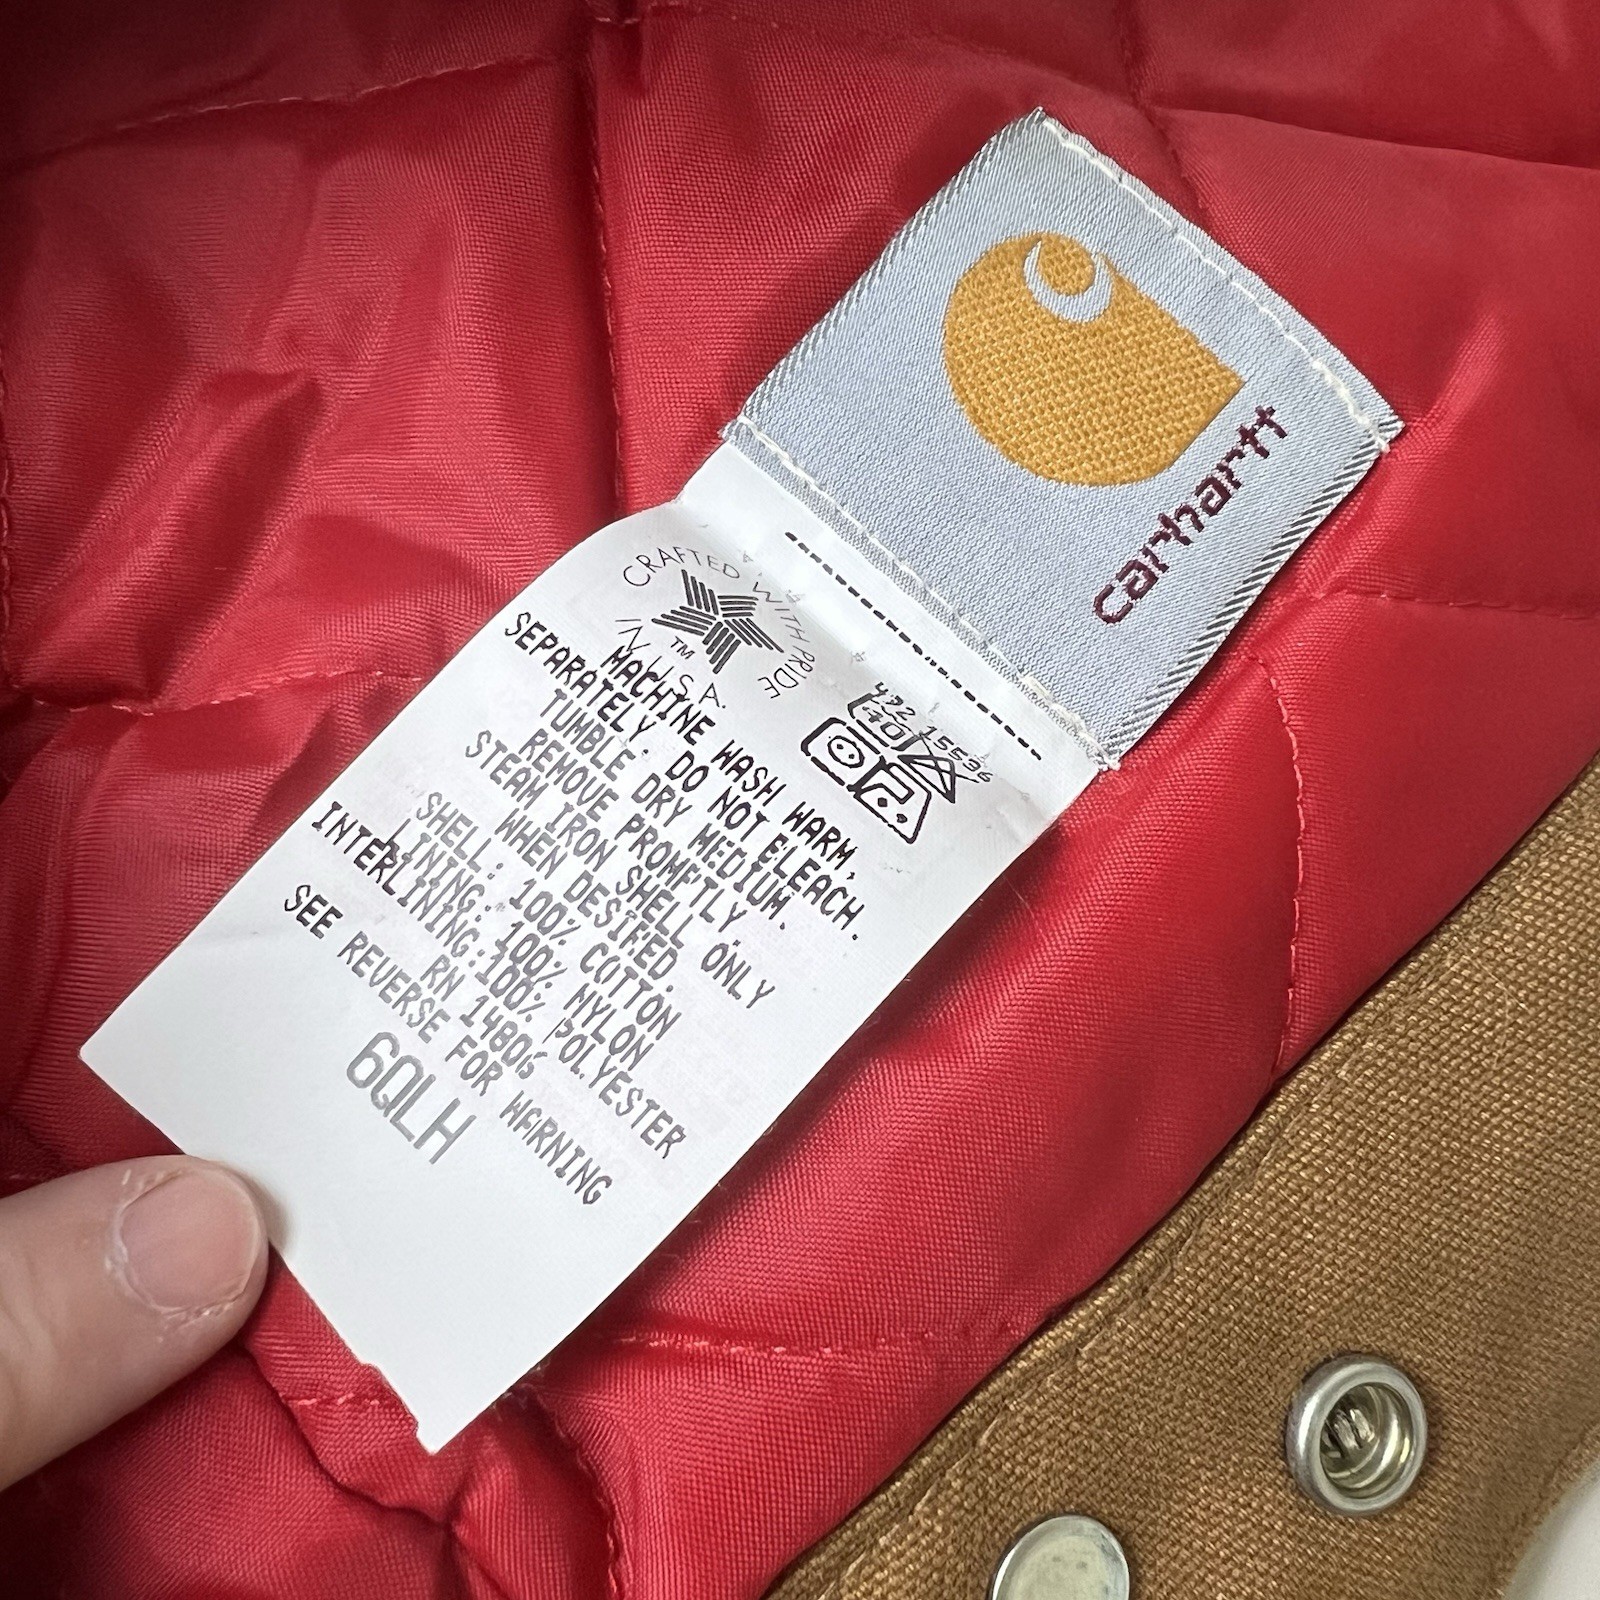 carhartt
CRAFTED WITH PRIDE
IN U.S.A.
TM
492 15536
40
MACHINE WASH WARM,
SEPARATELY. DO NOT BLEACH.
TUMBLE DRY MEDIUM.
REMOVE PROMPTLY.
STEAM IRON SHELL ONLY
WHEN DESIRED.
SHELL: 100% COTTON
LINING: 100% NYLON
INTERLINING:100% POLYESTER
RN 14806
SEE REVERSE FOR WARNING
6QLH